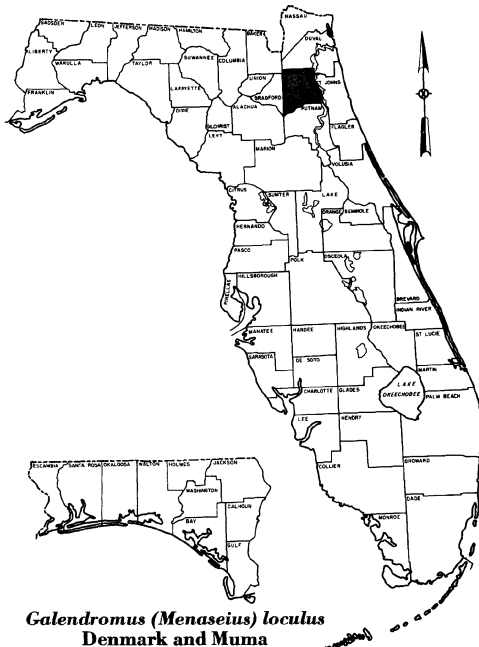 NASSAU
GADSDEN
LEON
JEFFERSON
MADISON
HAMILTON
BAKER
DUVAL
LIBERTY
WAKULLA
TAYLOR
SUWANNEE
COLUMBIA
UNION
ST JOHNS
FRANKLIN
LAFAYETTE
BRADFORD
PUTNAM
DIXIE
ALACHUA
GILCHRIST
FLAGLER
LEVY
MARION
VOLUSIA
CITRUS
SUMTER
LAKE
ORANGE
SEMINOLE
HERNANDO
PASCO
POLK
OSCEOLA
PINELLAS
HILLSBOROUGH
BREVARD
INDIAN RIVER
MANATEE
HARDEE
HIGHLANDS
OKEECHOBEE
ST LUCIE
SARASOTA
DE SOTO
MARTIN
CHARLOTTE
GLADES
LAKE
OKEECHOBEE
PALM BEACH
LEE
HENDRY
COLLIER
BROWARD
DADE
MONROE
ESCAMBIA
SANTA ROSA
OKALOOSA
WALTON
HOLMES
JACKSON
WASHINGTON
BAY
CALHOUN
GULF
Galendromus (Menaseius) loculus
Denmark and Muma